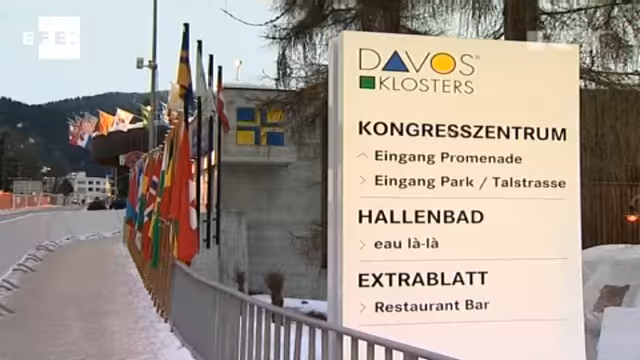 EFE:
DAVOS®
KLOSTERS
KONGRESSZENTRUM
Eingang Promenade
Eingang Park / Talstrasse
HALLENBAD
eau là-là
EXTRABLATT
Restaurant Bar